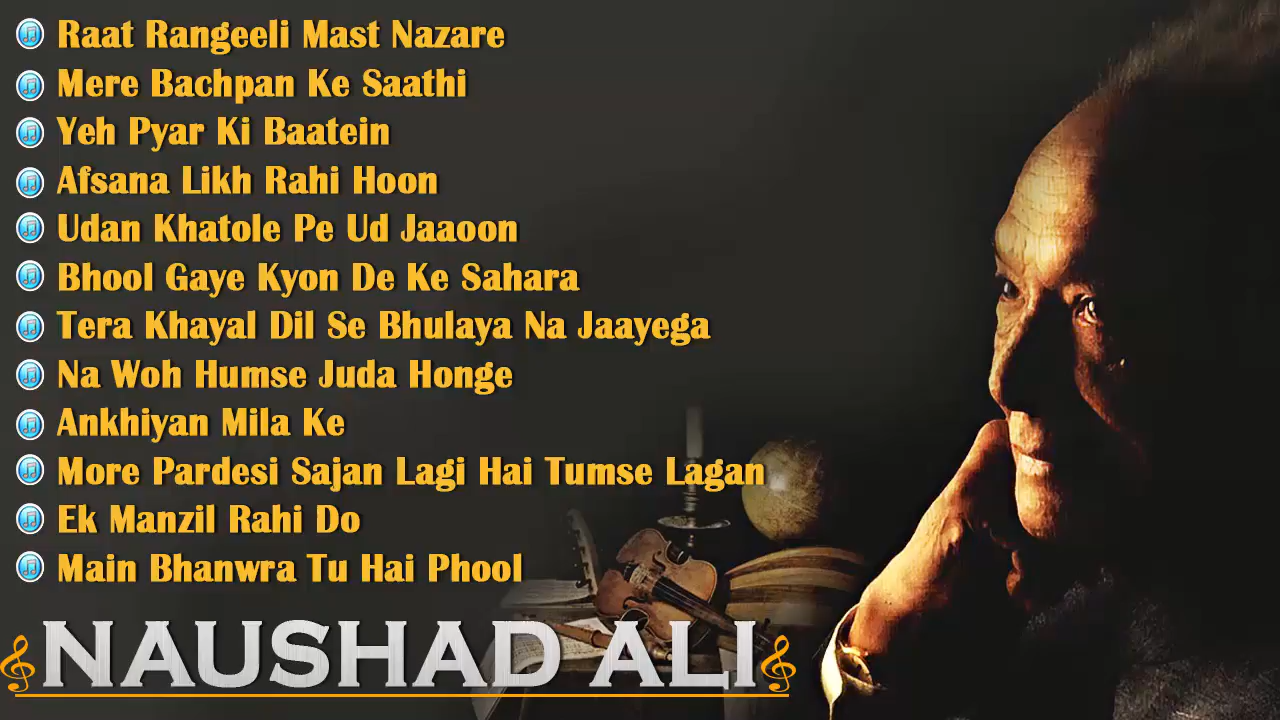 Raat Rangeeli Mast Nazare
Mere Bachpan Ke Saathi
Yeh Pyar Ki Baatein
Afsana Likh Rahi Hoon
Udan Khatole Pe Ud Jaaoon
Bhool Gaye Kyon De Ke Sahara
Tera Khayal Dil Se Bhulaya Na Jaayega
Na Woh Humse Juda Honge
Ankhiyan Mila Ke
More Pardesi Sajan Lagi Hai Tumse Lagan
Ek Manzil Rahi Do
Main Bhanwra Tu Hai Phool
NAUSHAD ALI